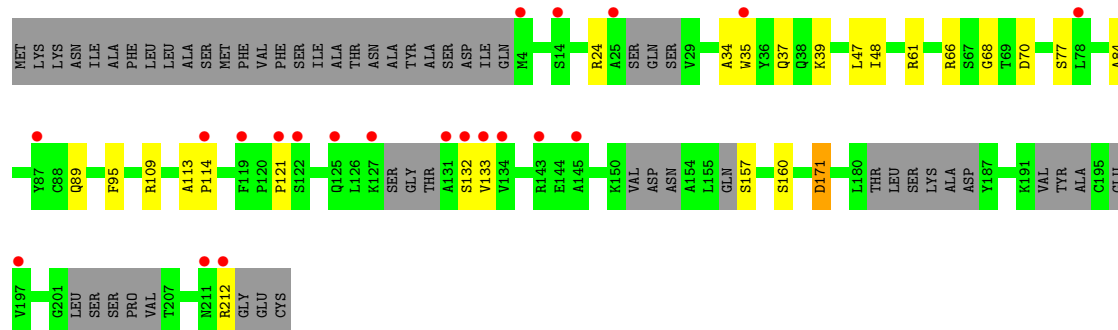 MET LYS LYS ASN ILE ALA PHE LEU LEU ALA SER MET PHE VAL PHE SER ILE ALA THR ASN ALA TYR ALA SER ASP ILE GLN M4 S14 R24 A25 SER GLN SER V29 A34 W35 Y36 Q37 Q38 K39 L47 I48 R61 R66 S67 G68 T69 D70 S77 L78 A84
Y87 C88 Q89 F95 R109 A113 P114 F119 P120 P121 S122 Q125 L126 K127 SER GLY THR A131 S132 V133 V134 R143 E144 A145 K150 VAL ASP ASN A154 L155 GLN S157 S160 D171 L180 THR LEU SER LYS ALA ASP Y187 K191 VAL TYR ALA C195 GLU
V197 G201 LEU SER SER PRO VAL T207 N211 R212 GLY GLU CYS